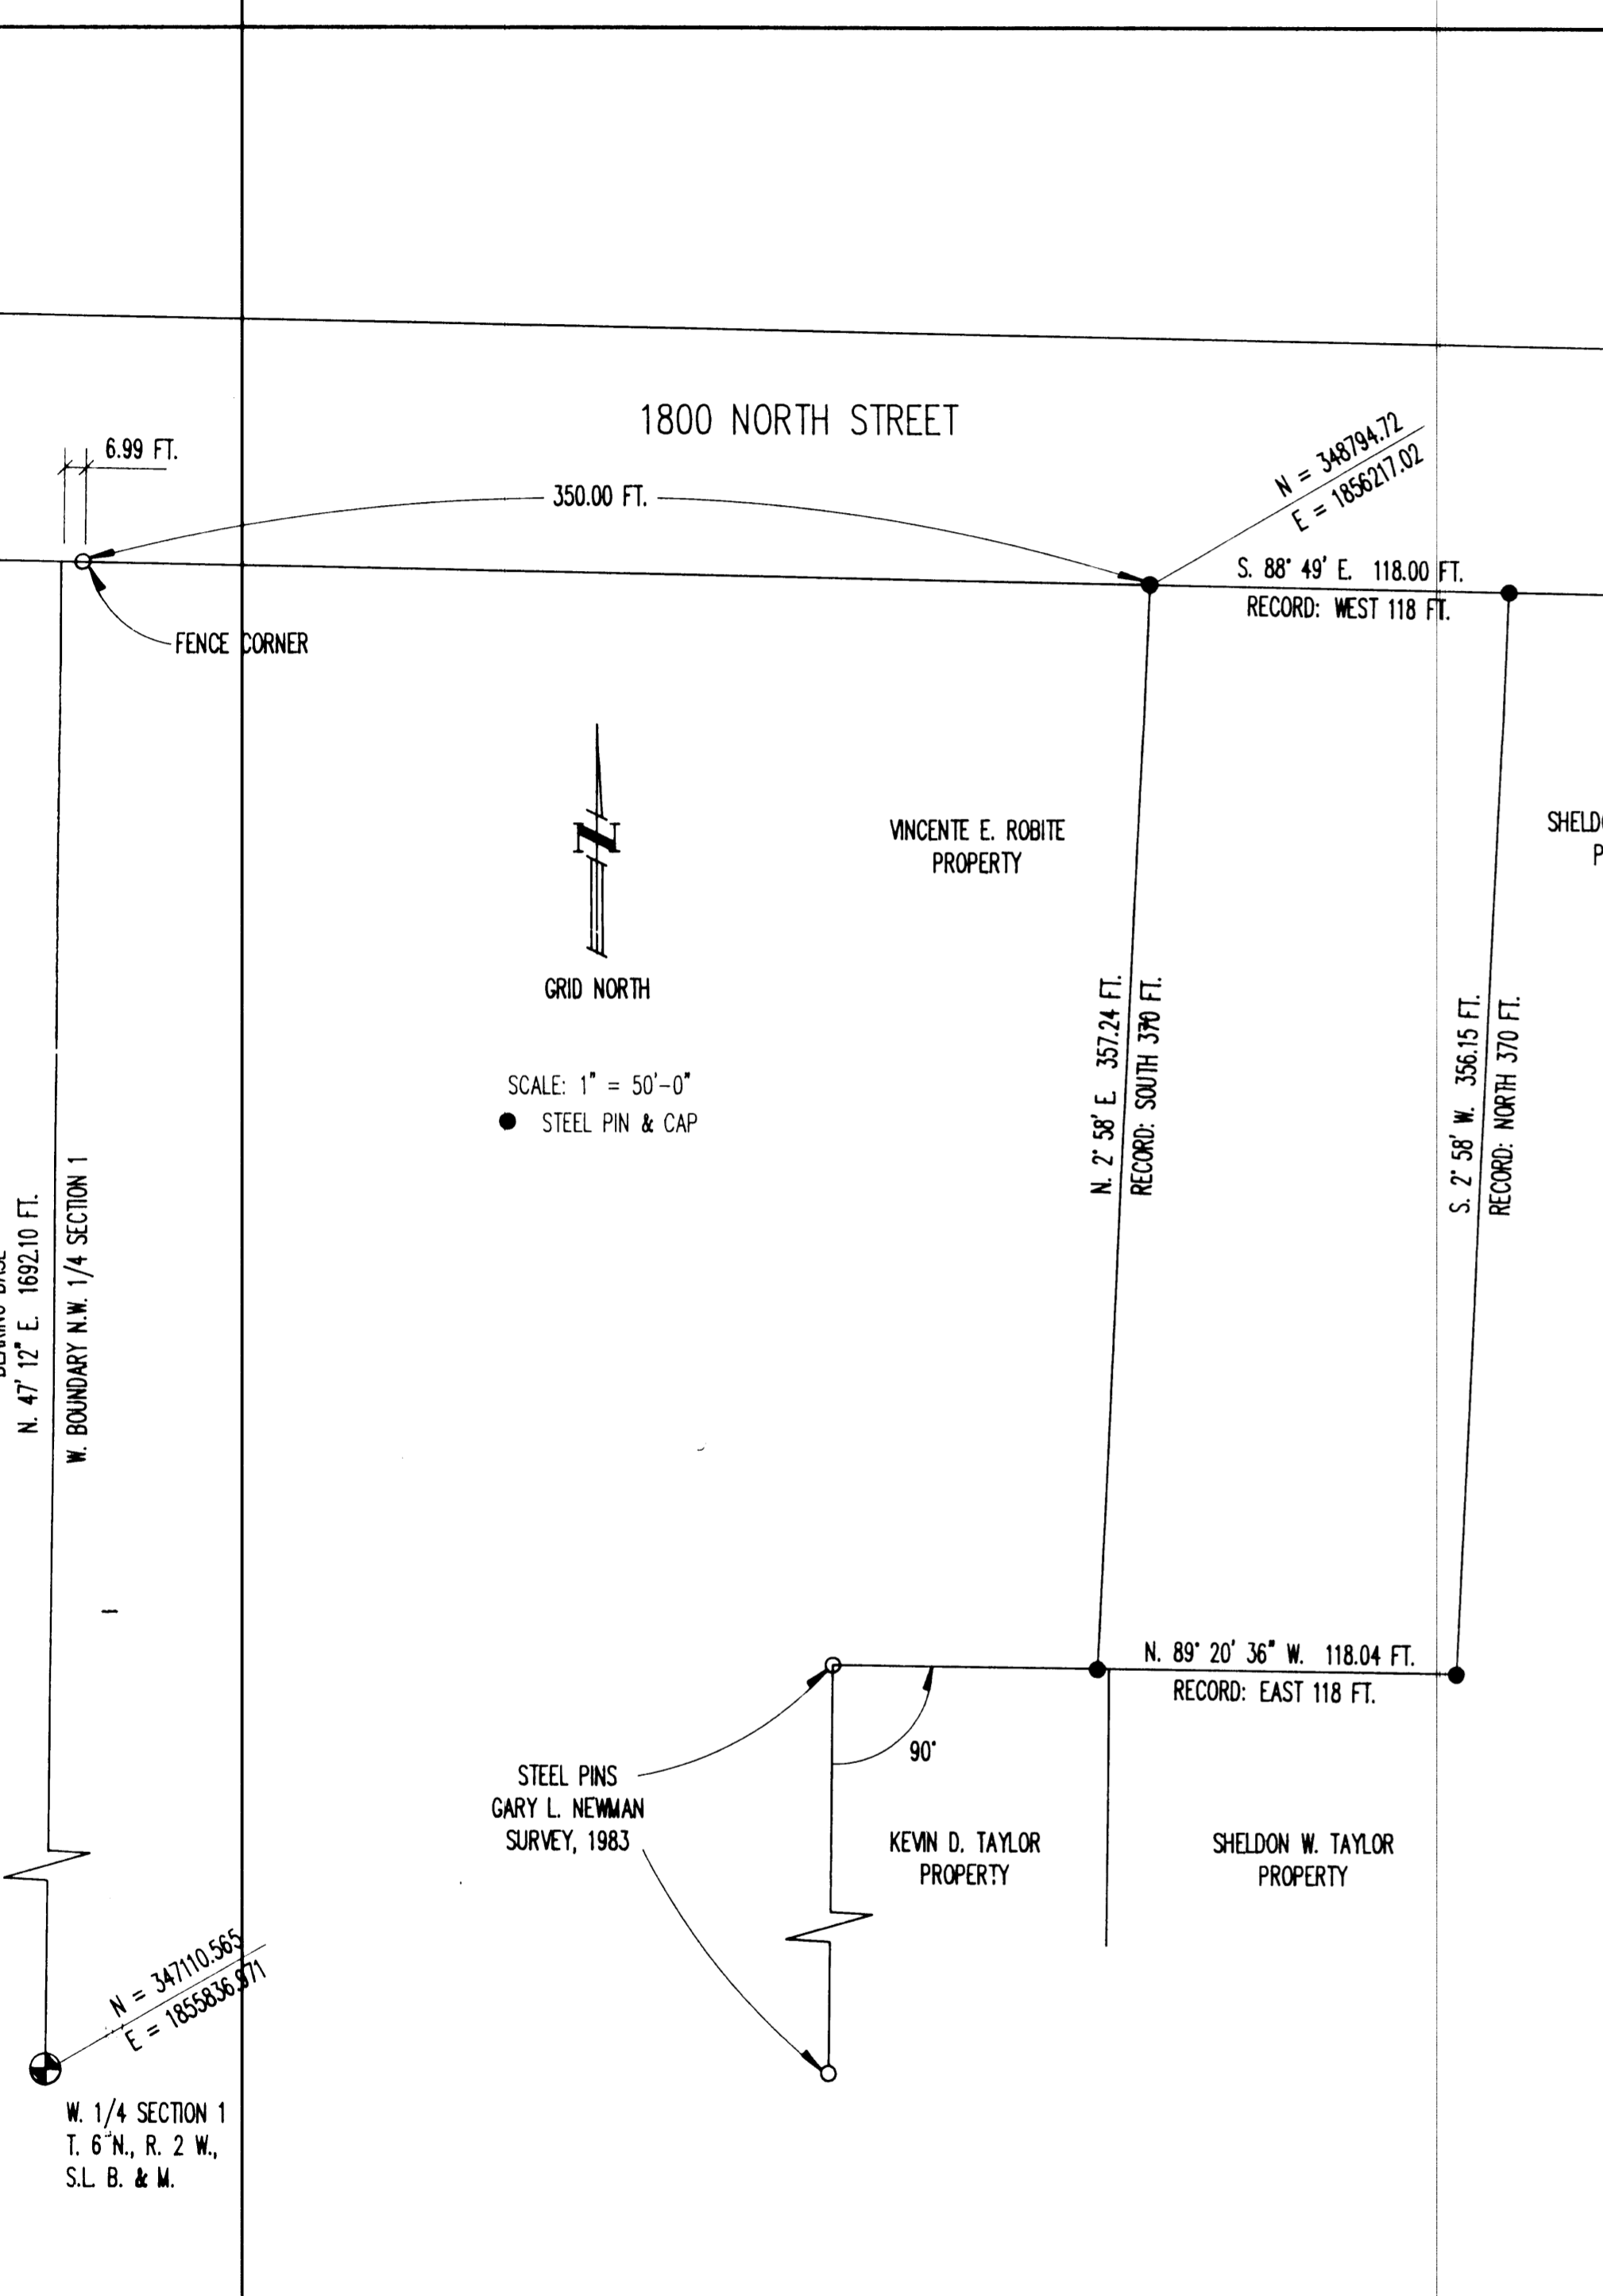 1800 NORTH STREET
6.99 FT.
350.00 FT.
N = 348794.72
E = 1856217.02
S. 88° 49' E. 118.00 FT.
RECORD: WEST 118 FT.
FENCE CORNER
N
GRID NORTH
SCALE: 1" = 50'-0"
STEEL PIN & CAP
VINCENTE E. ROBITE
PROPERTY
SHELD
P
N. 2° 58' E. 357.24 FT.
RECORD: SOUTH 370 FT.
S. 2° 58' W. 356.15 FT.
RECORD: NORTH 370 FT.
N. 47' 12" E. 1692.10 FT.
W. BOUNDARY N.W. 1/4 SECTION 1
N. 89° 20' 36" W. 118.04 FT.
RECORD: EAST 118 FT.
90°
STEEL PINS
GARY L. NEWMAN
SURVEY, 1983
KEVIN D. TAYLOR
PROPERTY
SHELDON W. TAYLOR
PROPERTY
N = 347110.565
E = 1855836.971
W. 1/4 SECTION 1
T. 6 N., R. 2 W.,
S.L. B. & M.